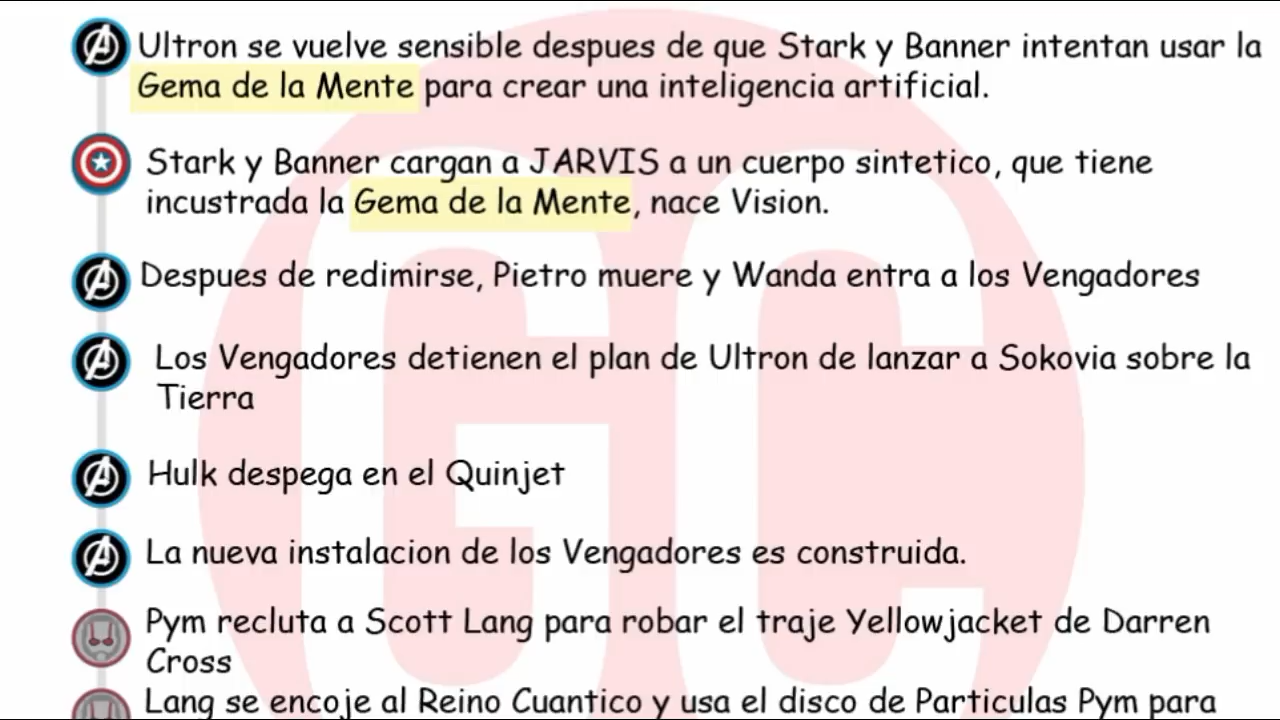 Ultron se vuelve sensible despues de que Stark y Banner intentan usar la
Gema de la Mente para crear una inteligencia artificial.
Stark y Banner cargan a JARVIS a un cuerpo sintetico, que tiene
incustrada la Gema de la Mente, nace Vision.
Despues de redimirse, Pietro muere y Wanda entra a los Vengadores
Los Vengadores detienen el plan de Ultron de lanzar a Sokovia sobre la
Tierra
Hulk despega en el Quinjet
La nueva instalacion de los Vengadores es construida.
Pym recluta a Scott Lang para robar el traje Yellowjacket de Darren
Cross
Lang se encoje al Reino Cuantico y usa el disco de Particulas Pym para
GC